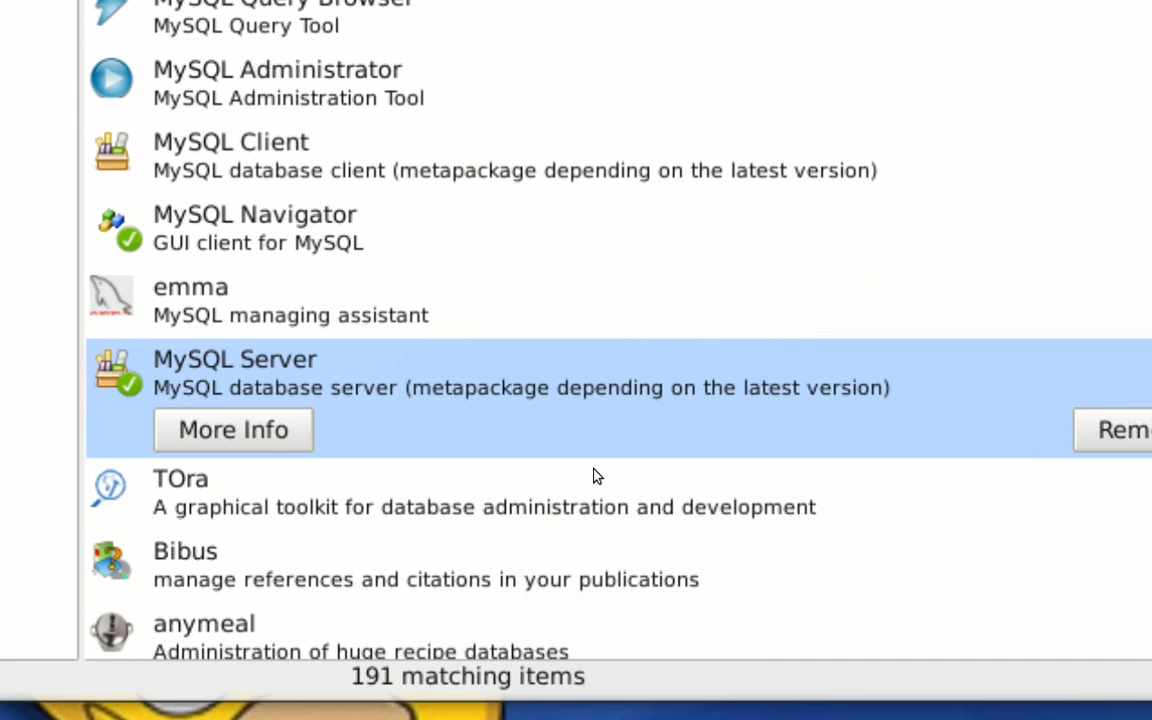 MySQL Query Browser
MySQL Query Tool
MySQL Administrator
MySQL Administration Tool
MySQL Client
MySQL database client (metapackage depending on the latest version)
MySQL Navigator
GUI client for MySQL
emma
MySQL managing assistant
MySQL Server
MySQL database server (metapackage depending on the latest version)
More Info
Rem
TOra
A graphical toolkit for database administration and development
Bibus
manage references and citations in your publications
anymeal
Administration of huge recipe databases
191 matching items